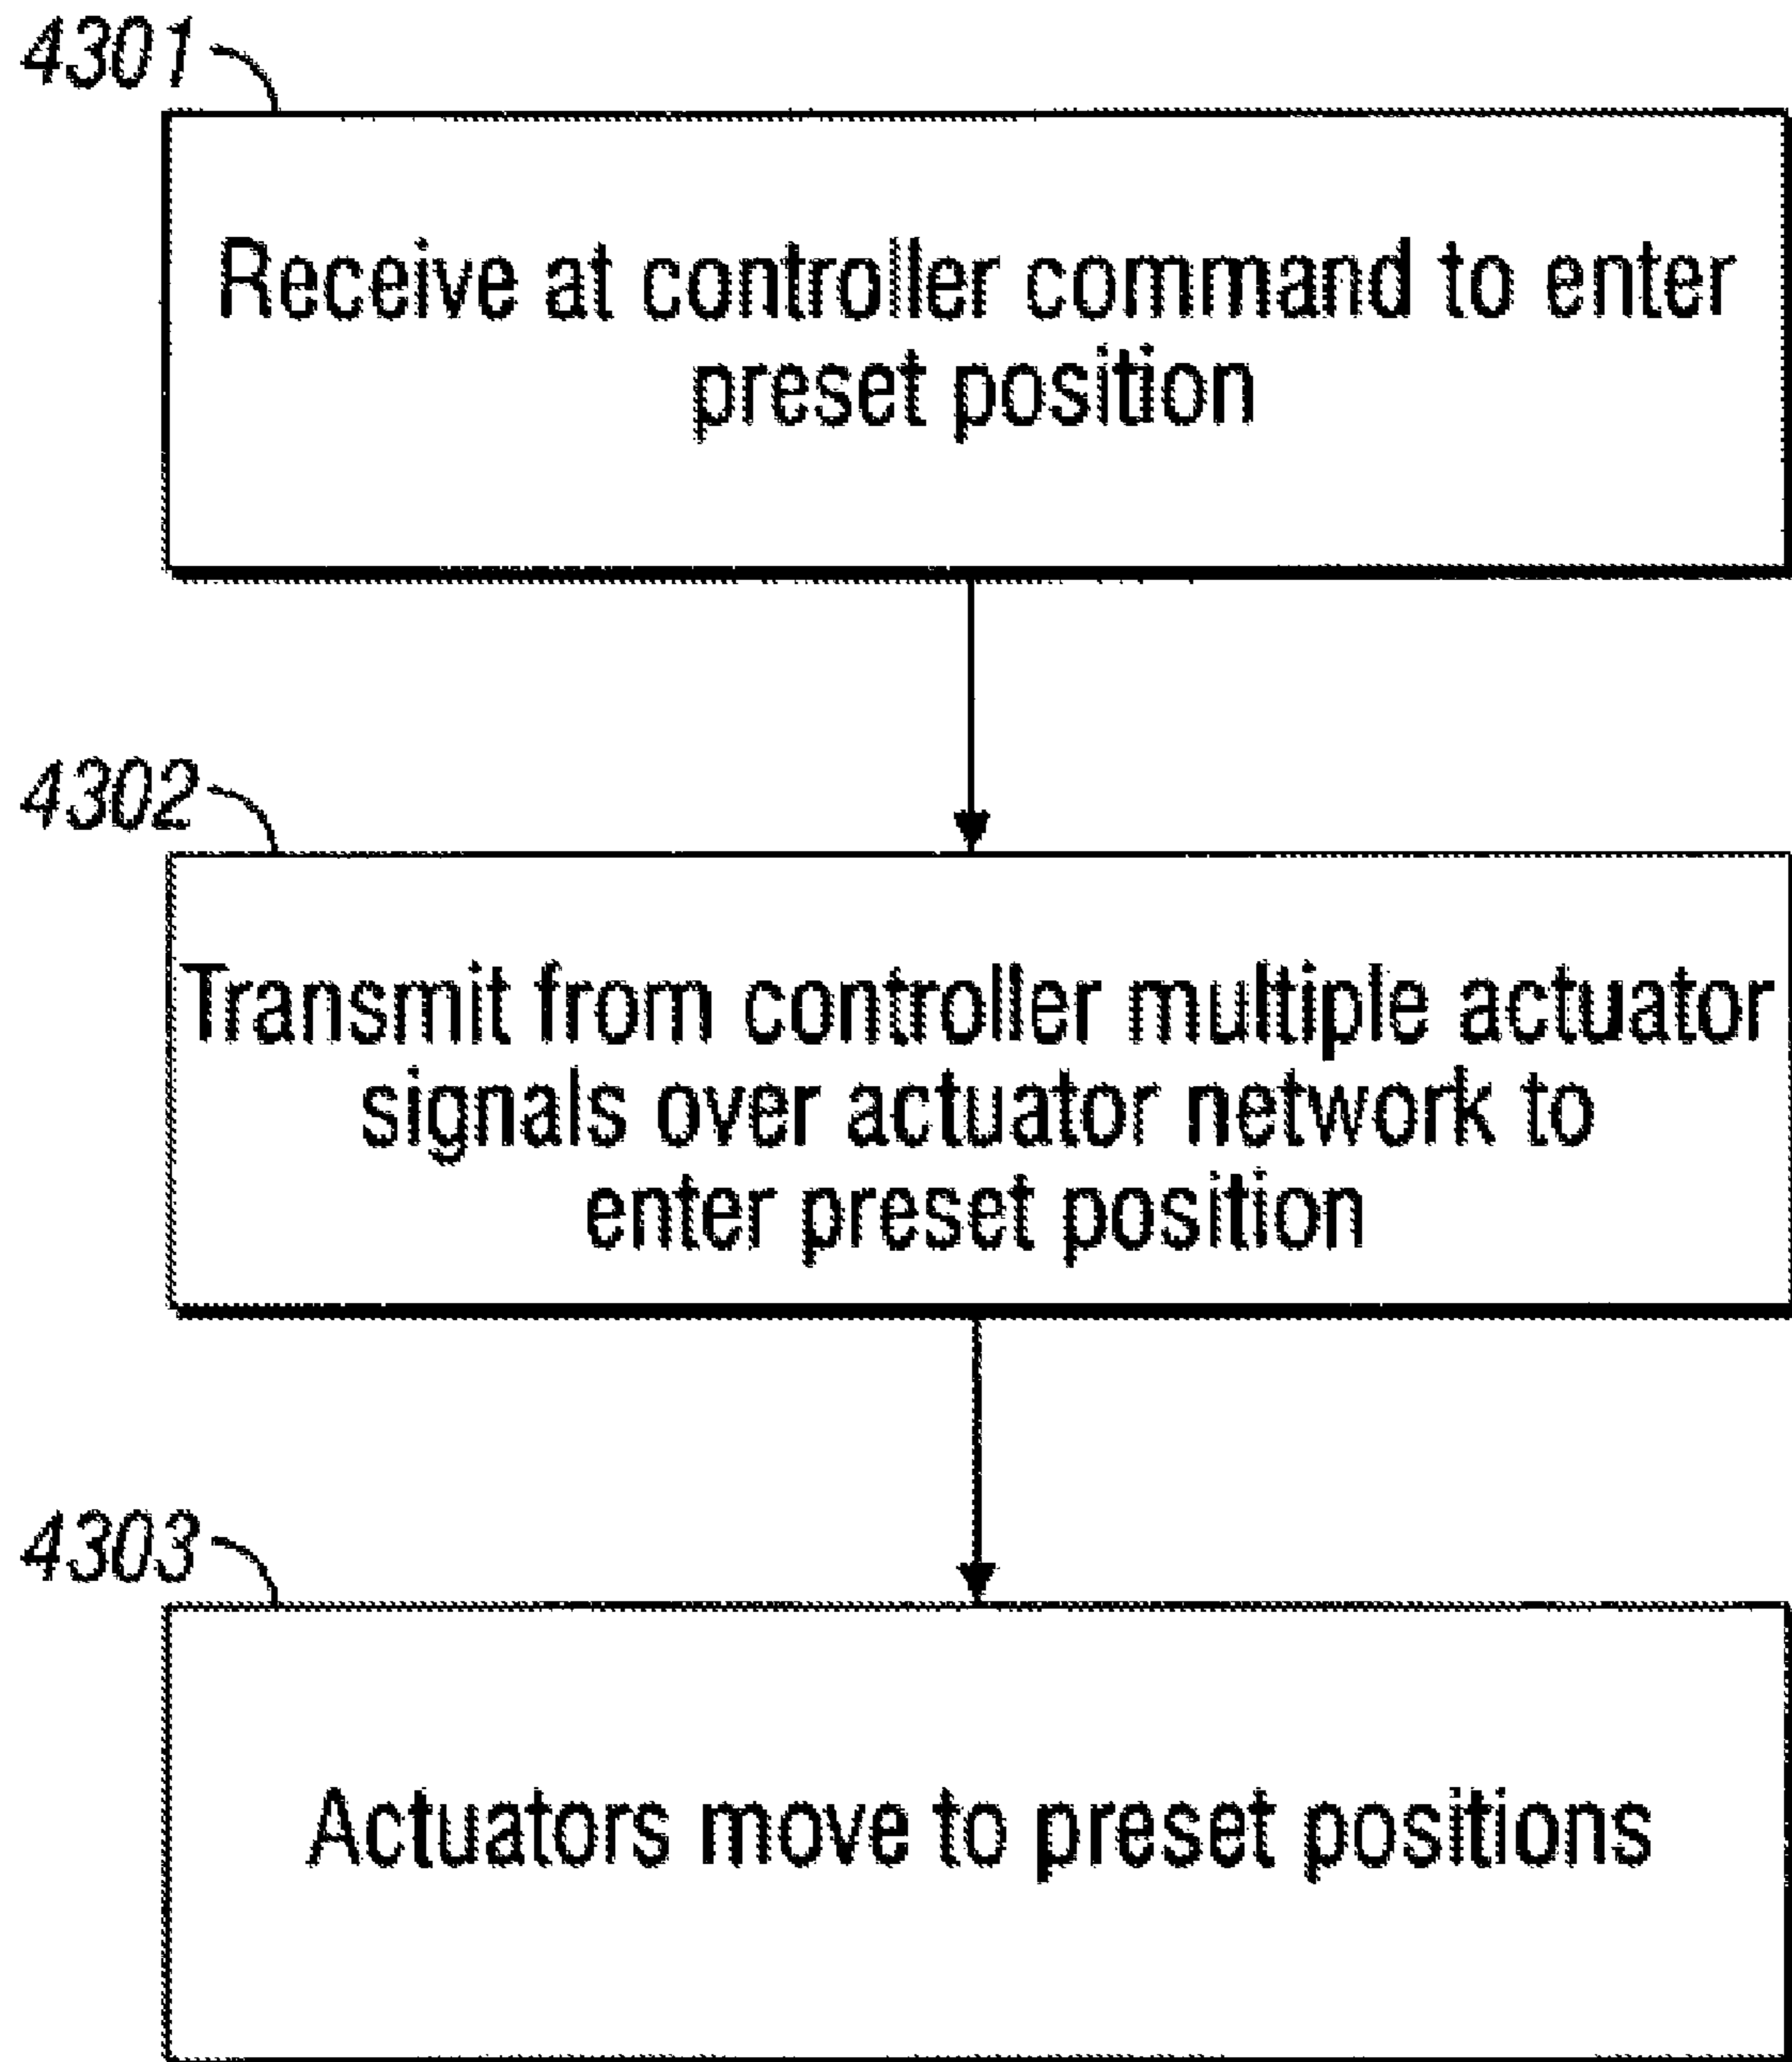 4301
Receive at controller command to enter
preset position
4302
Transmit from controller multiple actuator
signals over actuator network to
enter preset position
4303
Actuators move to preset positions